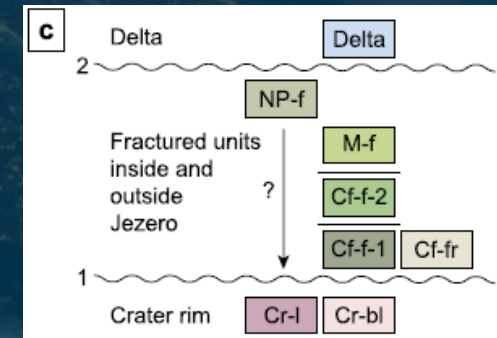 c
Delta
Delta
2
NP-f
Fractured units
inside and
outside
Jezero
?
M-f
Cf-f-2
Cf-f-1
Cf-fr
1
Crater rim
Cr-l
Cr-bl